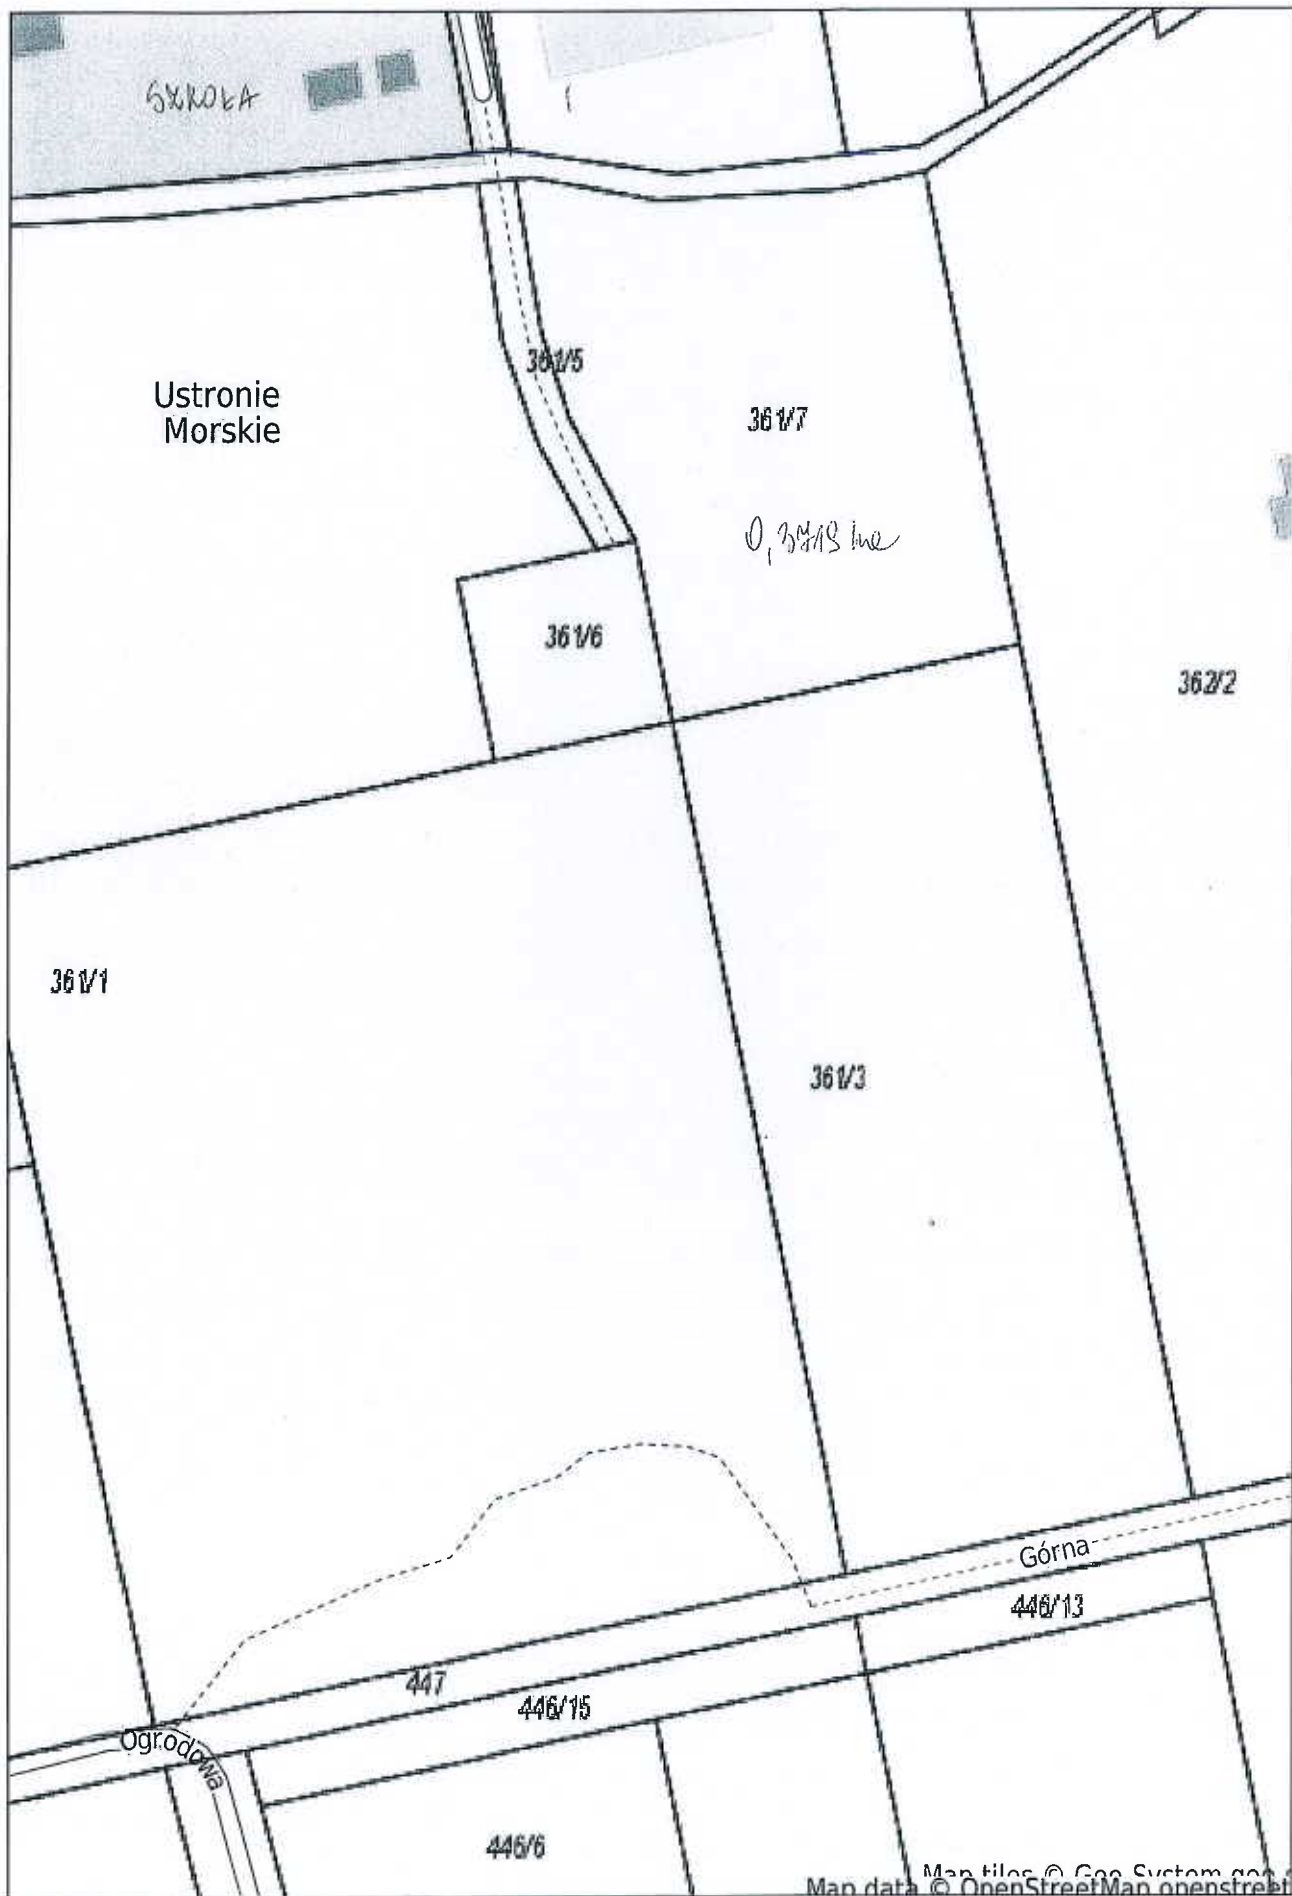 SZKOŁA
361/5
Ustronie
Morskie
361/7
0,3719 ha
361/6
362/2
361/1
361/3
Górna
446/13
447
446/15
Ogrodowa
446/6
Map tiles © Geo-System
Map data © OpenStreetMap openstreet